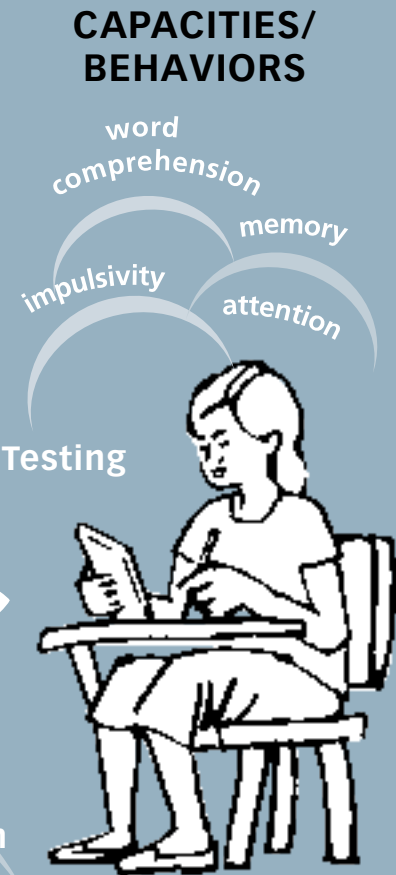 CAPACITIES/
BEHAVIORS
word
comprehension
memory
impulsivity
attention
Testing